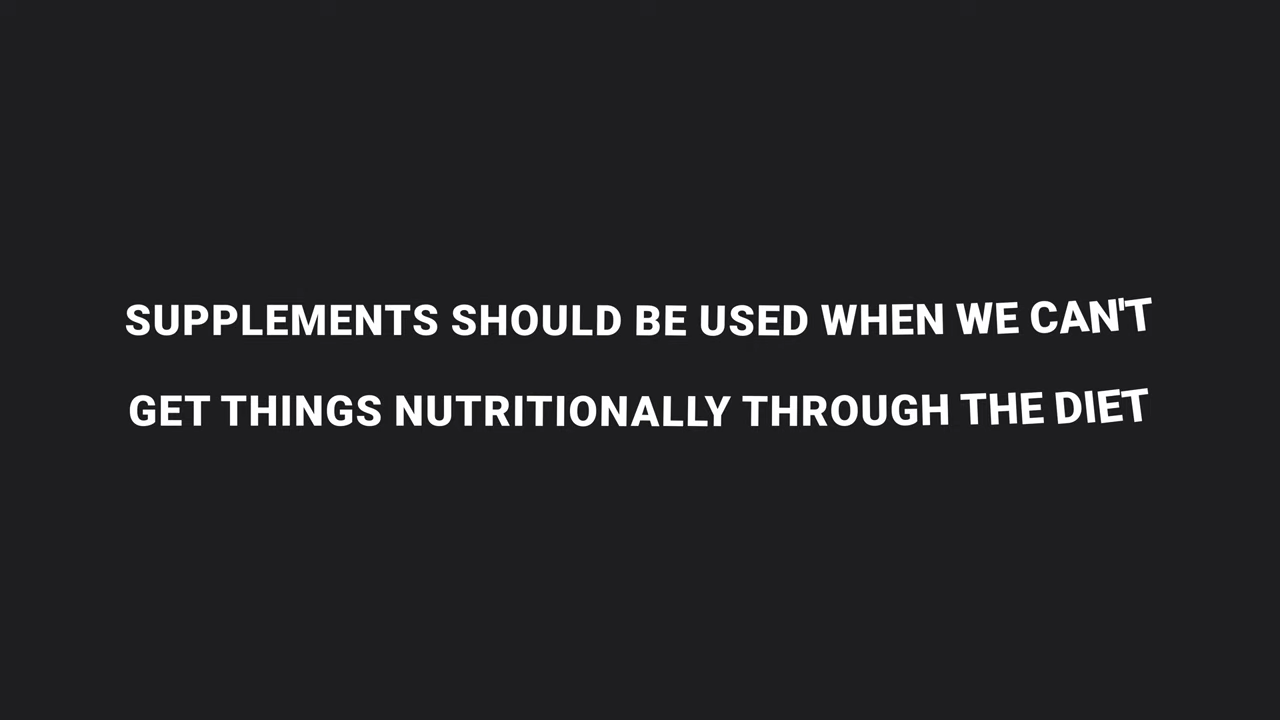 SUPPLEMENTS SHOULD BE USED WHEN WE CAN'T
GET THINGS NUTRITIONALLY THROUGH THE DIET